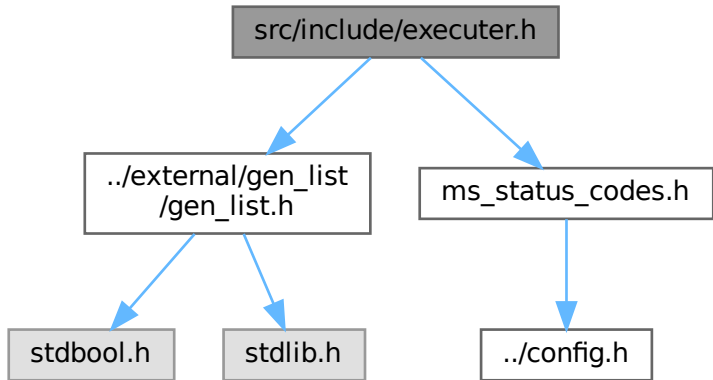 src/include/executer.h
../external/gen_list
/gen_list.h
ms_status_codes.h
stdbool.h
stdlib.h
../config.h